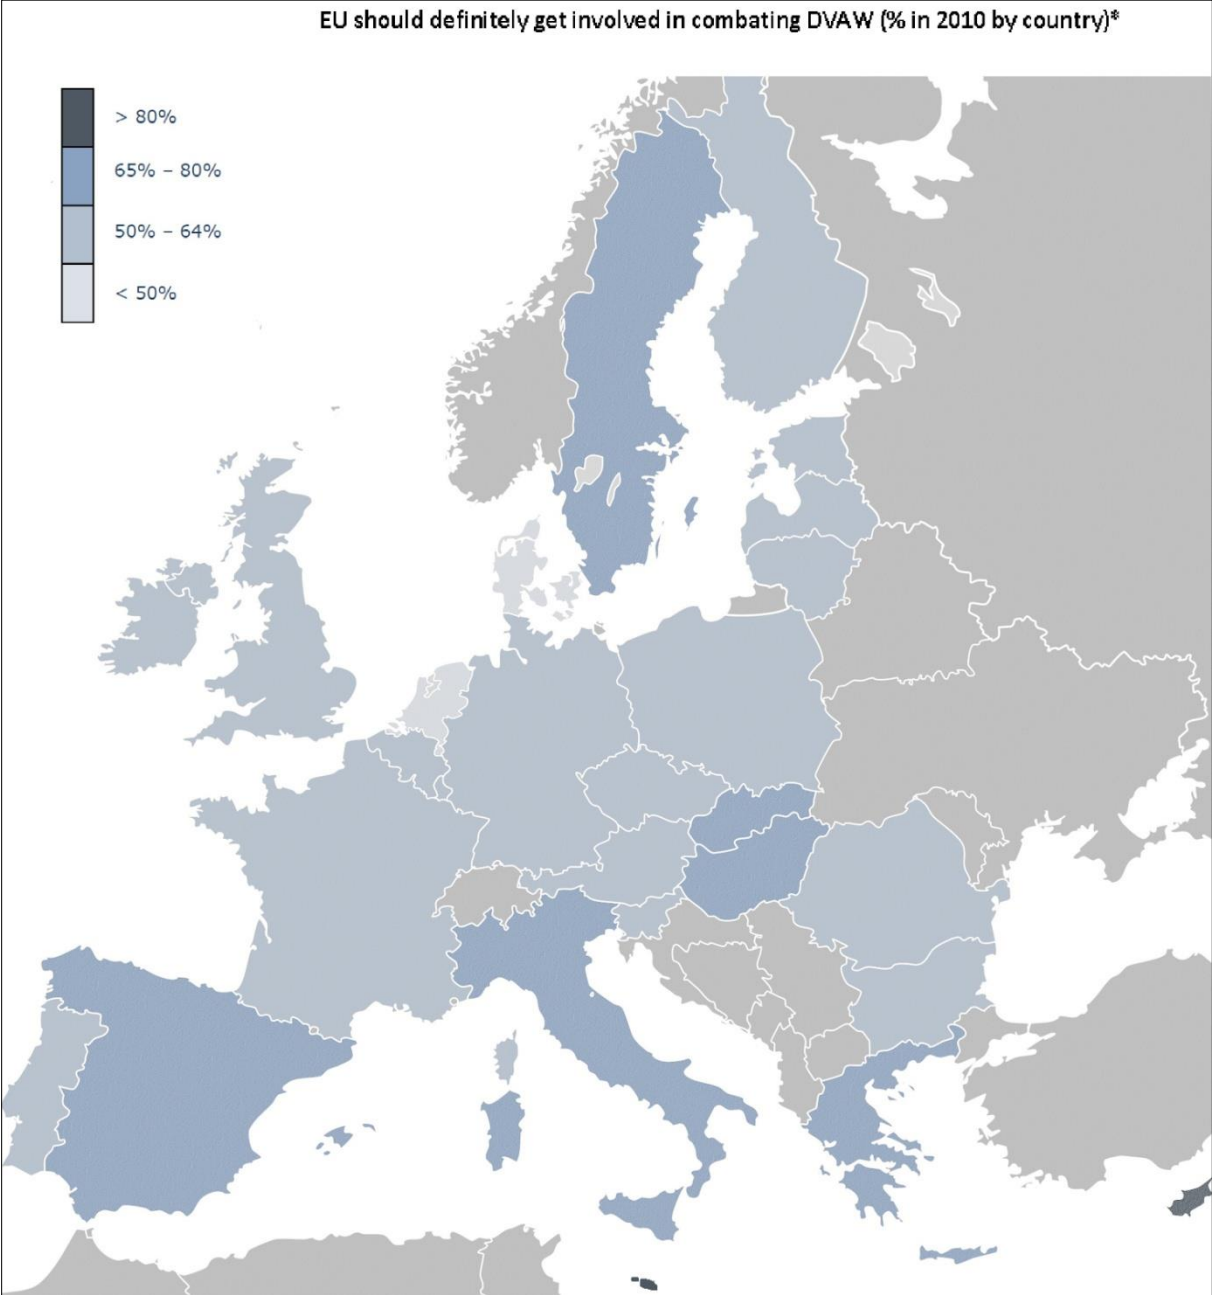 EU should definitely get involved in combating DVAW (% in 2010 by country)*
> 80%
65% – 80%
50% – 64%
< 50%